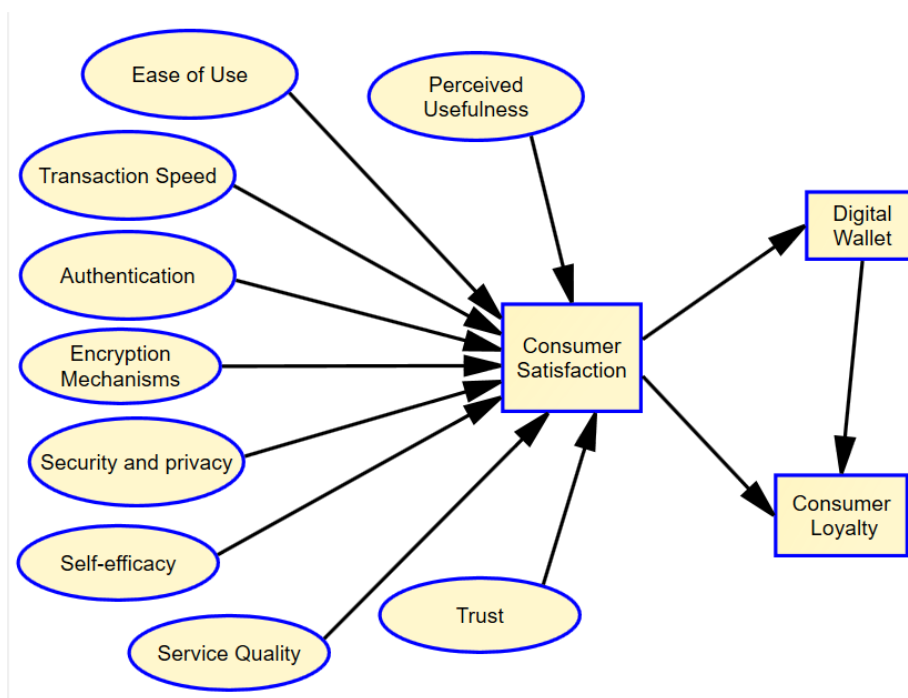 Ease of Use
Perceived
Usefulness
Transaction Speed
Digital
Wallet
Authentication
Encryption
Mechanisms
Consumer
Satisfaction
Security and privacy
Consumer
Loyalty
Self-efficacy
Trust
Service Quality